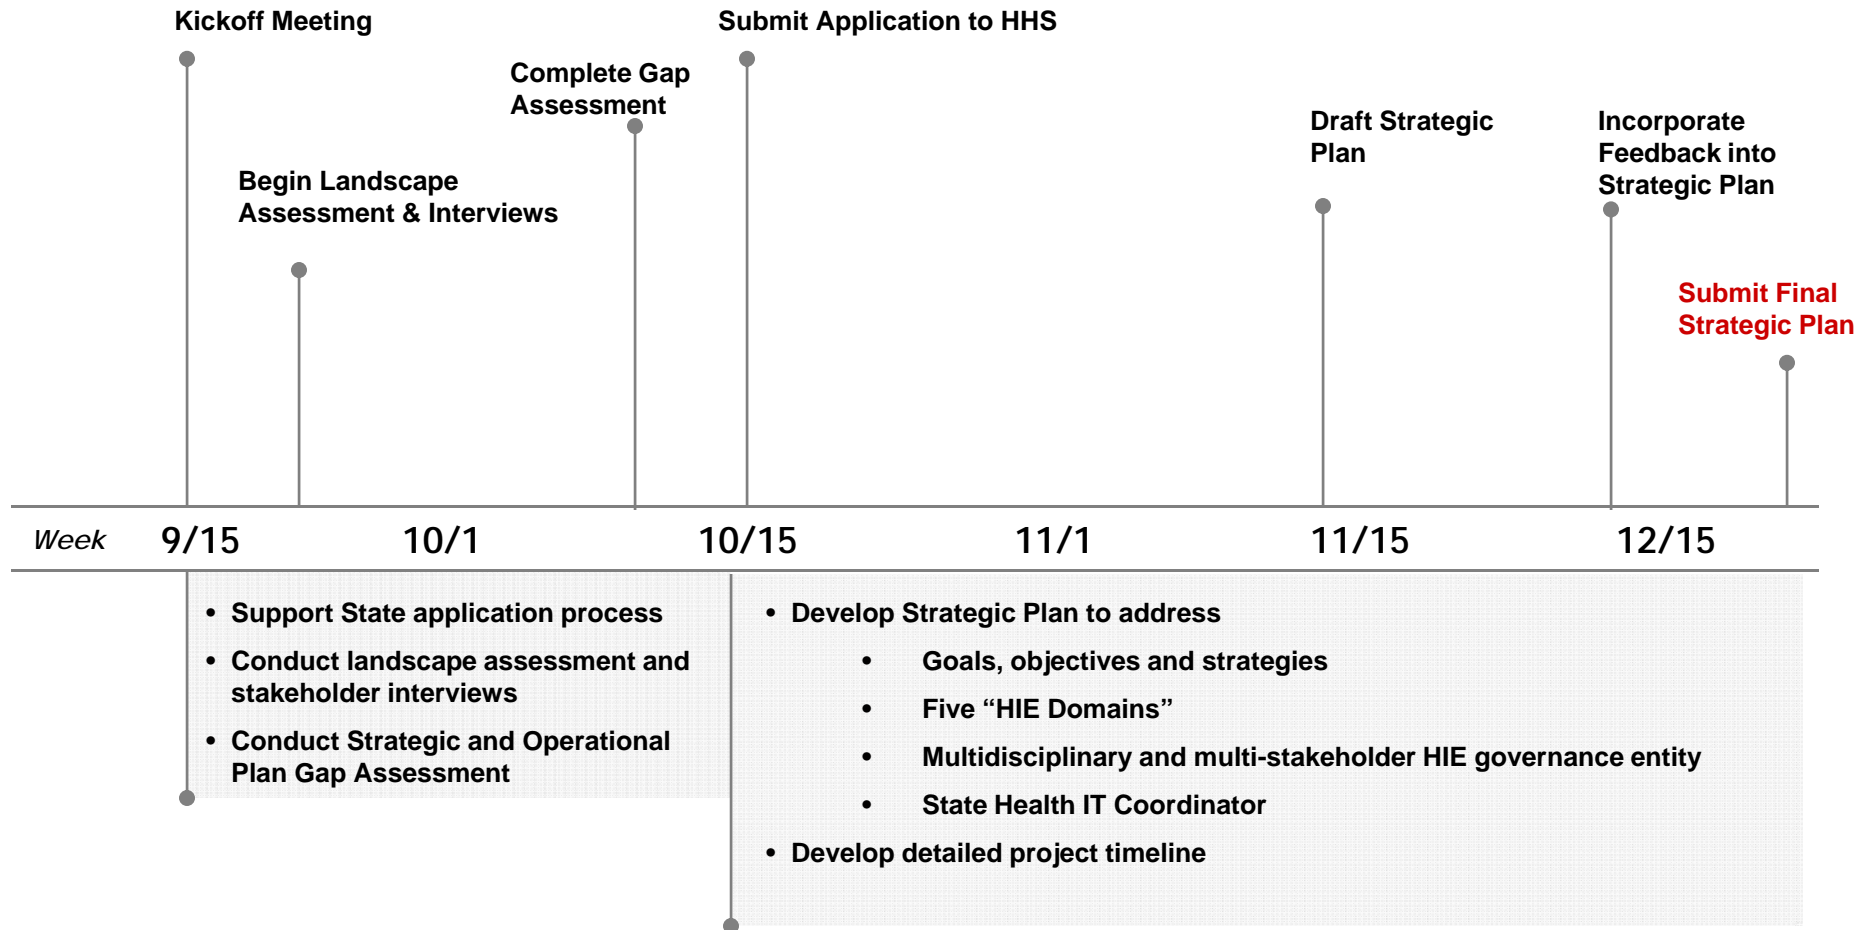 Kickoff Meeting
Submit Application to HHS
Complete Gap
Assessment
Begin Landscape
Assessment & Interviews
Draft Strategic
Plan
Incorporate
Feedback into
Strategic Plan
Submit Final
Strategic Plan
Week 9/15 10/1 10/15 11/1 11/15 12/15
• Support State application process
• Conduct landscape assessment and
stakeholder interviews
• Conduct Strategic and Operational
Plan Gap Assessment
• Develop Strategic Plan to address
• Goals, objectives and strategies
• Five “HIE Domains”
• Multidisciplinary and multi-stakeholder HIE governance entity
• State Health IT Coordinator
• Develop detailed project timeline